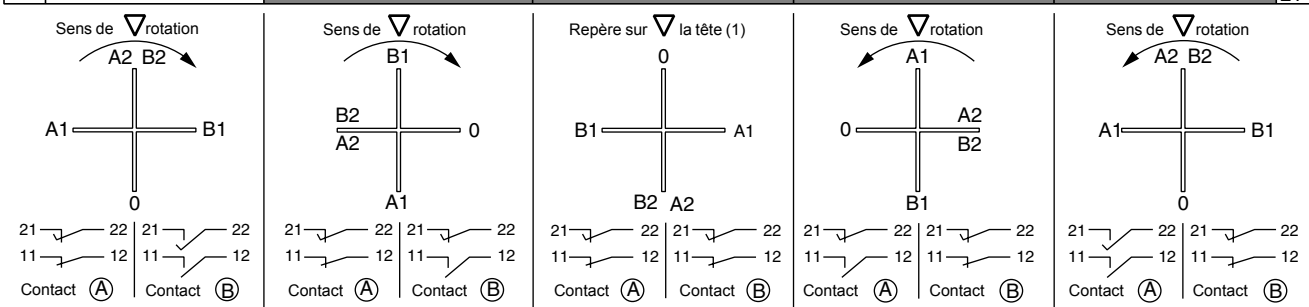 Sens de rotation
A2 B2
A1 B1
0
21 22 21 22
11 12 11 12
Contact A Contact B
Sens de rotation
B1
B2
A2
0
A1
21 22 21 22
11 12 11 12
Contact A Contact B
Repère sur la tête (1)
0
B1 A1
B2 A2
21 22 21 22
11 12 11 12
Contact A Contact B
Sens de rotation
A1
0
A2
B2
B1
21 22 21 22
11 12 11 12
Contact A Contact B
Sens de rotation
A2 B2
A1 B1
0
21 22 21 22
11 12 11 12
Contact A Contact B